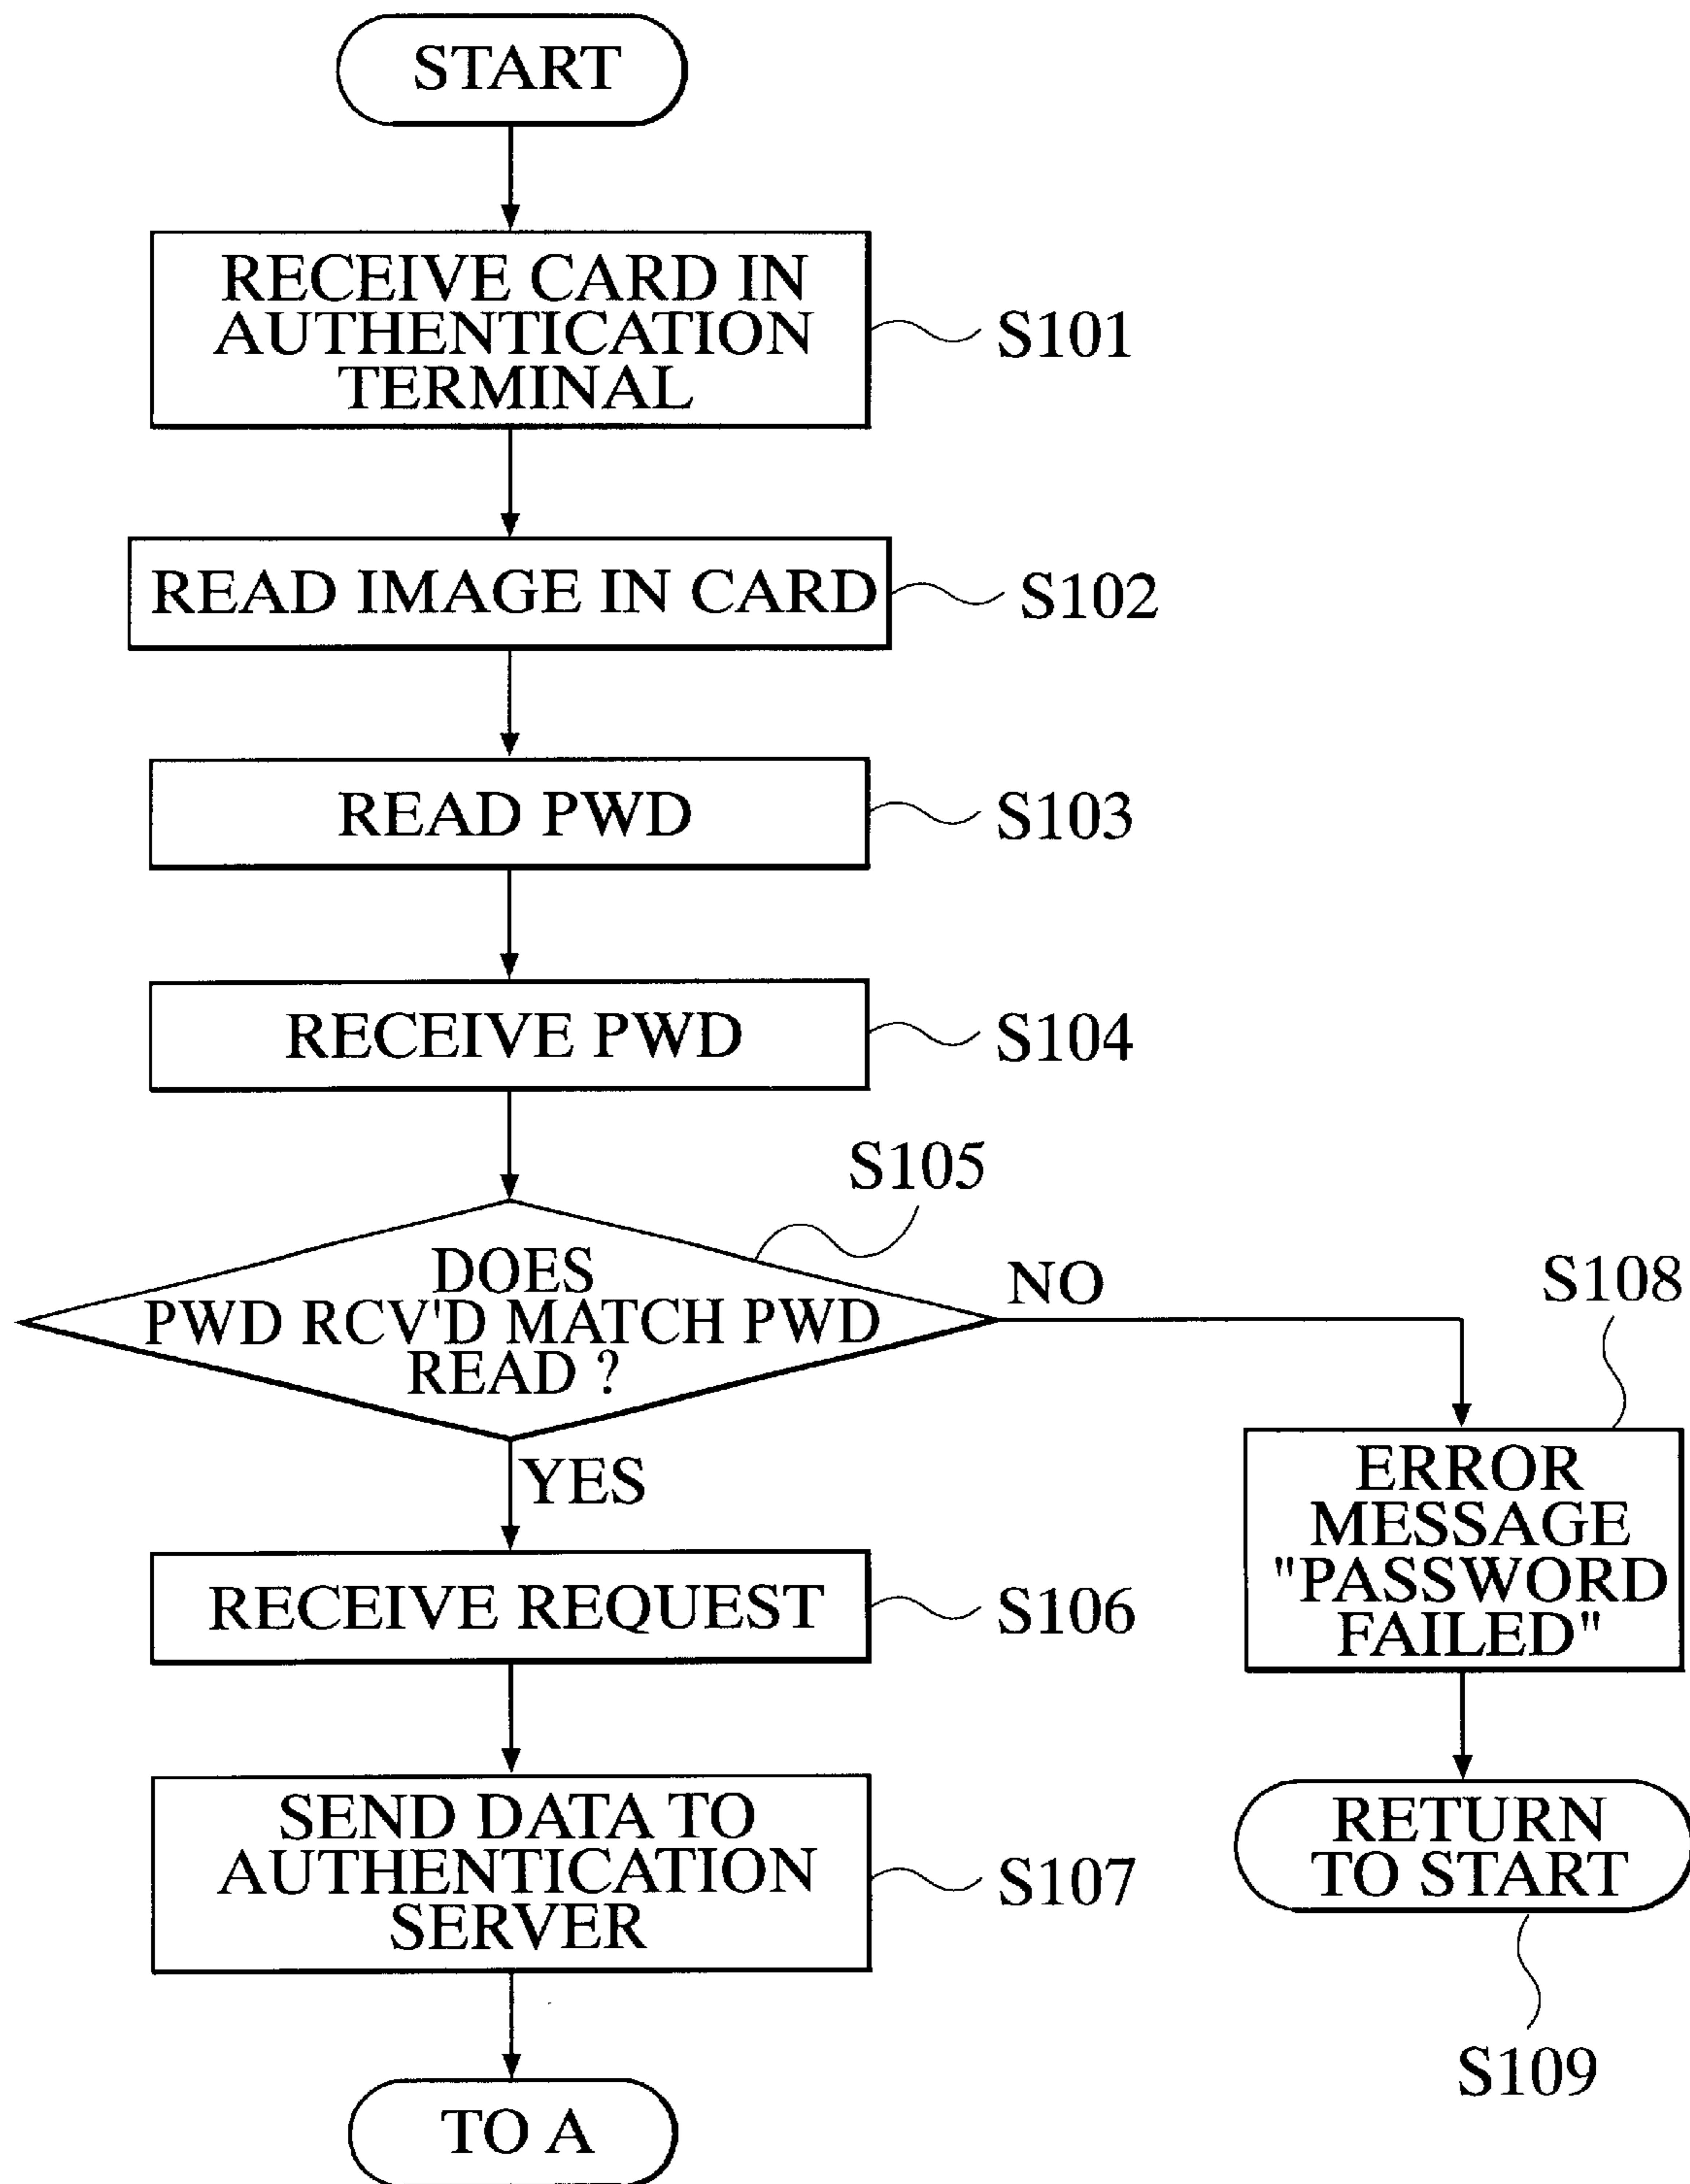 START
RECEIVE CARD IN
AUTHENTICATION
TERMINAL
S101
READ IMAGE IN CARD
S102
READ PWD
S103
RECEIVE PWD
S104
S105
DOES
PWD RCV'D MATCH PWD
READ ?
NO
YES
S108
ERROR
MESSAGE
"PASSWORD
FAILED"
RECEIVE REQUEST
S106
SEND DATA TO
AUTHENTICATION
SERVER
S107
RETURN
TO START
S109
TO A